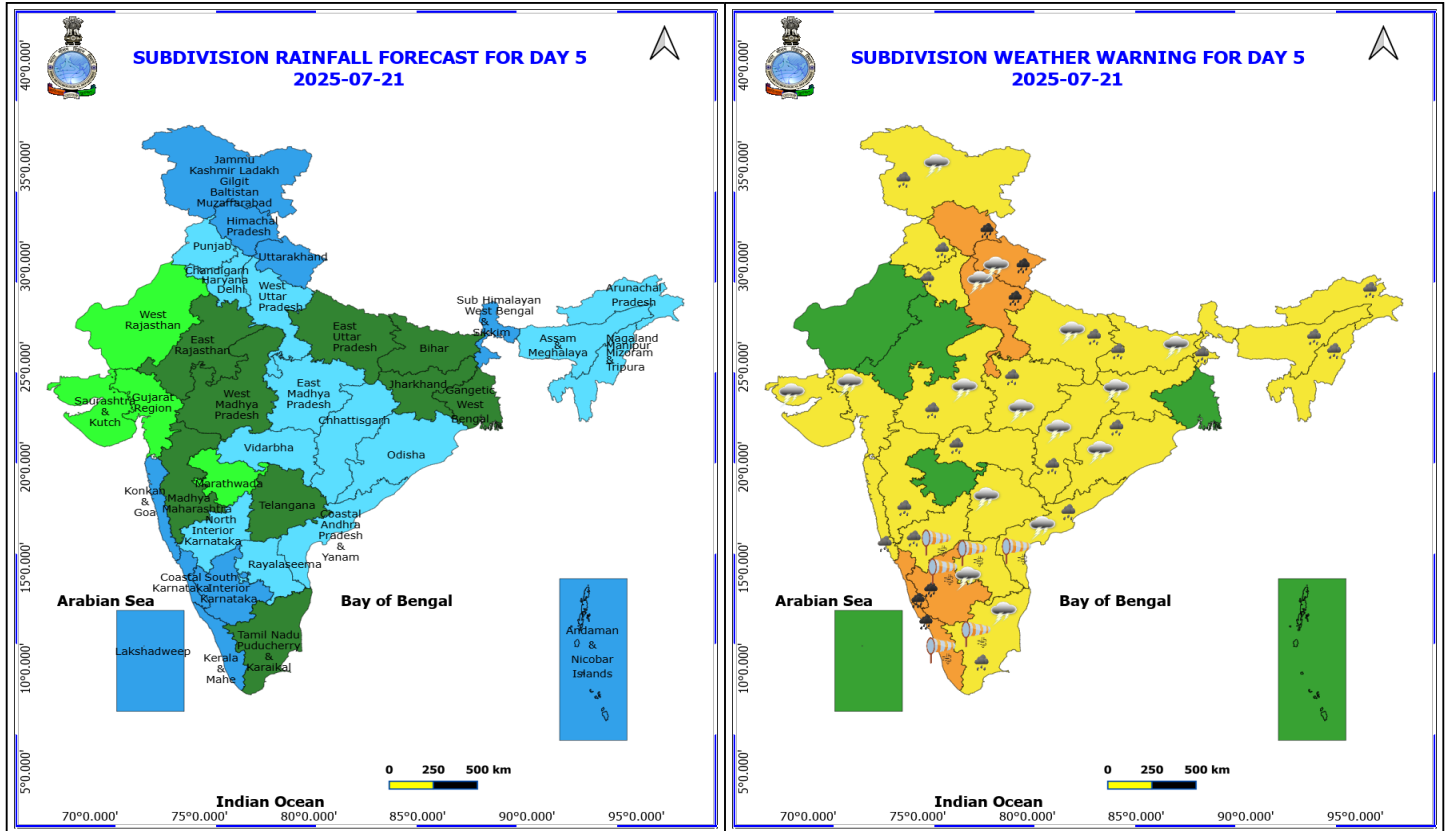 SUBDIVISION RAINFALL FORECAST FOR DAY 5
2025-07-21
40°0.000'
35°0.000'
30°0.000'
25°0.000'
20°0.000'
15°0.000'
10°0.000'
5°0.000'
Jammu
Kashmir Ladakh
Gilgit
Baltistan
Muzaffarabad
Himachal
Pradesh
Punjab
Uttarakhand
Chandigarh
Haryana
Delhi
West
Uttar
Pradesh
West
Rajasthan
East
Rajasthan
East
Uttar
Pradesh
Bihar
Sub Himalayan
West Bengal
&
Sikkim
Arunachal
Pradesh
Assam
&
Meghalaya
Nagaland
Manipur
Mizoram
&
Tripura
Saurashtra
&
Kutch
Gujarat
Region
West
Madhya
Pradesh
East
Madhya
Pradesh
Jharkhand
Gangetic
West
Bengal
Chhattisgarh
Vidarbha
Odisha
Konkan
&
Goa
Madhya
Maharashtra
Marathwada
Telangana
North
Interior
Karnataka
Coastal
Andhra
Pradesh
&
Yanam
Rayalaseema
Coastal
Karnataka
South
Interior
Karnataka
Tamil Nadu
Puducherry
&
Karaikal
Kerala
&
Mahe
Arabian Sea
Bay of Bengal
Lakshadweep
Andaman
&
Nicobar
Islands
0 250 500 km
Indian Ocean
70°0.000' 75°0.000' 80°0.000' 85°0.000' 90°0.000' 95°0.000'
SUBDIVISION WEATHER WARNING FOR DAY 5
2025-07-21
40°0.000'
35°0.000'
30°0.000'
25°0.000'
20°0.000'
15°0.000'
10°0.000'
5°0.000'
Arabian Sea
Bay of Bengal
0 250 500 km
Indian Ocean
70°0.000' 75°0.000' 80°0.000' 85°0.000' 90°0.000' 95°0.000'